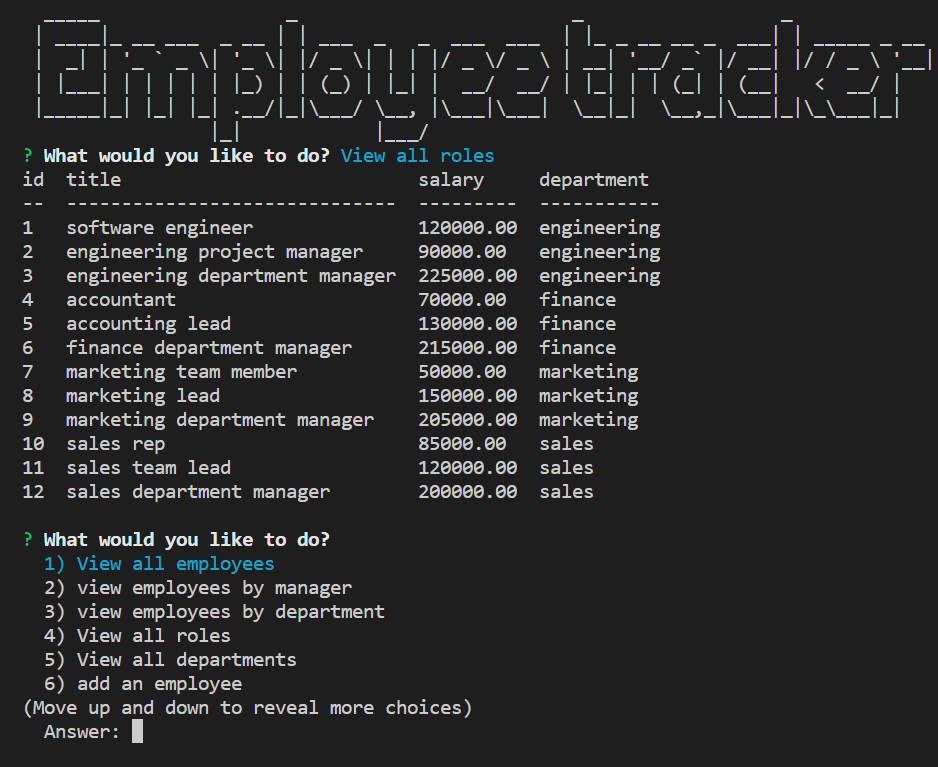 Employee tracker
? What would you like to do? View all roles
id  title                           salary     department
--  ------------------------------  ---------  -----------
1   software engineer               120000.00  engineering
2   engineering project manager     90000.00   engineering
3   engineering department manager  225000.00  engineering
4   accountant                      70000.00   finance
5   accounting lead                 130000.00  finance
6   finance department manager      215000.00  finance
7   marketing team member           50000.00   marketing
8   marketing lead                  150000.00  marketing
9   marketing department manager    205000.00  marketing
10  sales rep                       85000.00   sales
11  sales team lead                 120000.00  sales
12  sales department manager        200000.00  sales
? What would you like to do?
1) View all employees
2) view employees by manager
3) view employees by department
4) View all roles
5) View all departments
6) add an employee
(Move up and down to reveal more choices)
Answer: